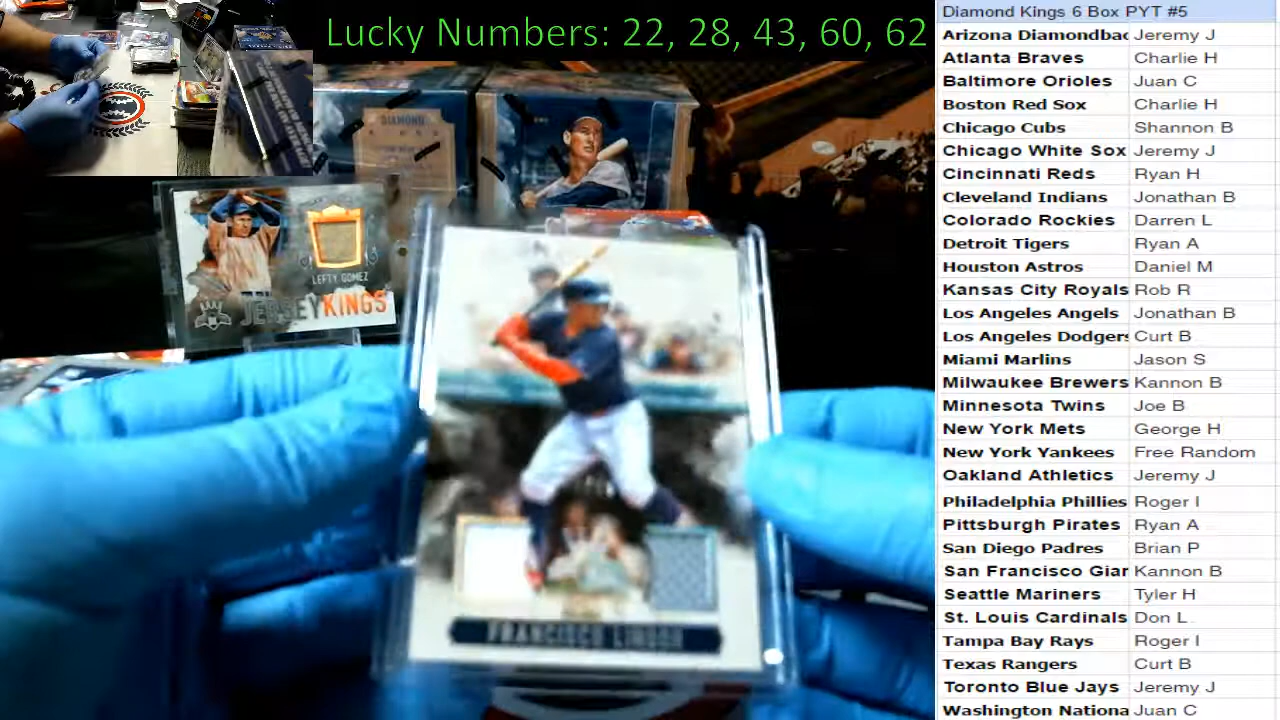 Lucky Numbers: 22, 28, 43, 60, 62
DIAMOND
LEFTY GOMEZ
JERSEYKINGS
FRANCISCO LINDOR
Diamond Kings 6 Box PYT #5
Arizona Diamondbac Jeremy J
Atlanta Braves Charlie H
Baltimore Orioles Juan C
Boston Red Sox Charlie H
Chicago Cubs Shannon B
Chicago White Sox Jeremy J
Cincinnati Reds Ryan H
Cleveland Indians Jonathan B
Colorado Rockies Darren L
Detroit Tigers Ryan A
Houston Astros Daniel M
Kansas City Royals Rob R
Los Angeles Angels Jonathan B
Los Angeles Dodgers Curt B
Miami Marlins Jason S
Milwaukee Brewers Kannon B
Minnesota Twins Joe B
New York Mets George H
New York Yankees Free Random
Oakland Athletics Jeremy J
Philadelphia Phillies Roger I
Pittsburgh Pirates Ryan A
San Diego Padres Brian P
San Francisco Giar Kannon B
Seattle Mariners Tyler H
St. Louis Cardinals Don L
Tampa Bay Rays Roger I
Texas Rangers Curt B
Toronto Blue Jays Jeremy J
Washington Nationa Juan C